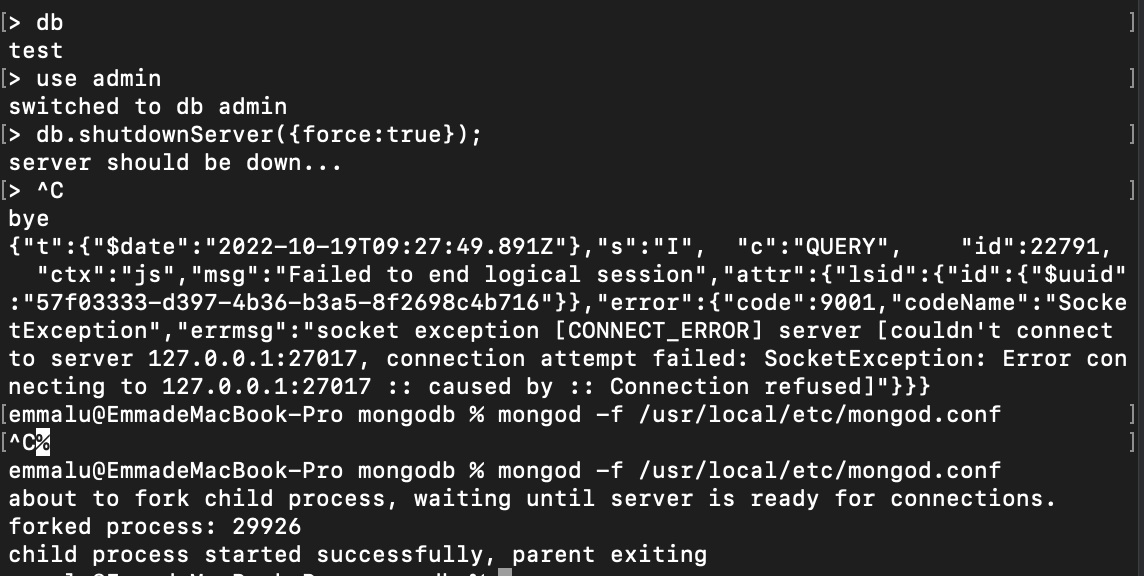 [> db ]
test
[> use admin ]
switched to db admin
[> db.shutdownServer({force:true}); ]
server should be down...
[> ^C ]
bye
{"t":{"$date":"2022-10-19T09:27:49.891Z"},"s":"I",  "c":"QUERY",    "id":22791,
  "ctx":"js","msg":"Failed to end logical session","attr":{"lsid":{"id":{"$uuid"
:"57f03333-d397-4b36-b3a5-8f2698c4b716"}},"error":{"code":9001,"codeName":"Socke
tException","errmsg":"socket exception [CONNECT_ERROR] server [couldn't connect
to server 127.0.0.1:27017, connection attempt failed: SocketException: Error con
necting to 127.0.0.1:27017 :: caused by :: Connection refused]"}}}
[emmalu@EmmadeMacBook-Pro mongodb % mongod -f /usr/local/etc/mongod.conf ]
[^C% ]
emmalu@EmmadeMacBook-Pro mongodb % mongod -f /usr/local/etc/mongod.conf
about to fork child process, waiting until server is ready for connections.
forked process: 29926
child process started successfully, parent exiting